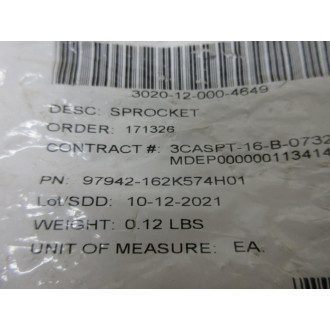 3020-12-000-4649
DESC: SPROCKET
ORDER: 171326
CONTRACT #: 3CASPT-16-B-0732
MDEP000000113414
PN: 97942-162K574H01
Lot/SDD: 10-12-2021
WEIGHT: 0.12 LBS
UNIT OF MEASURE: EA.